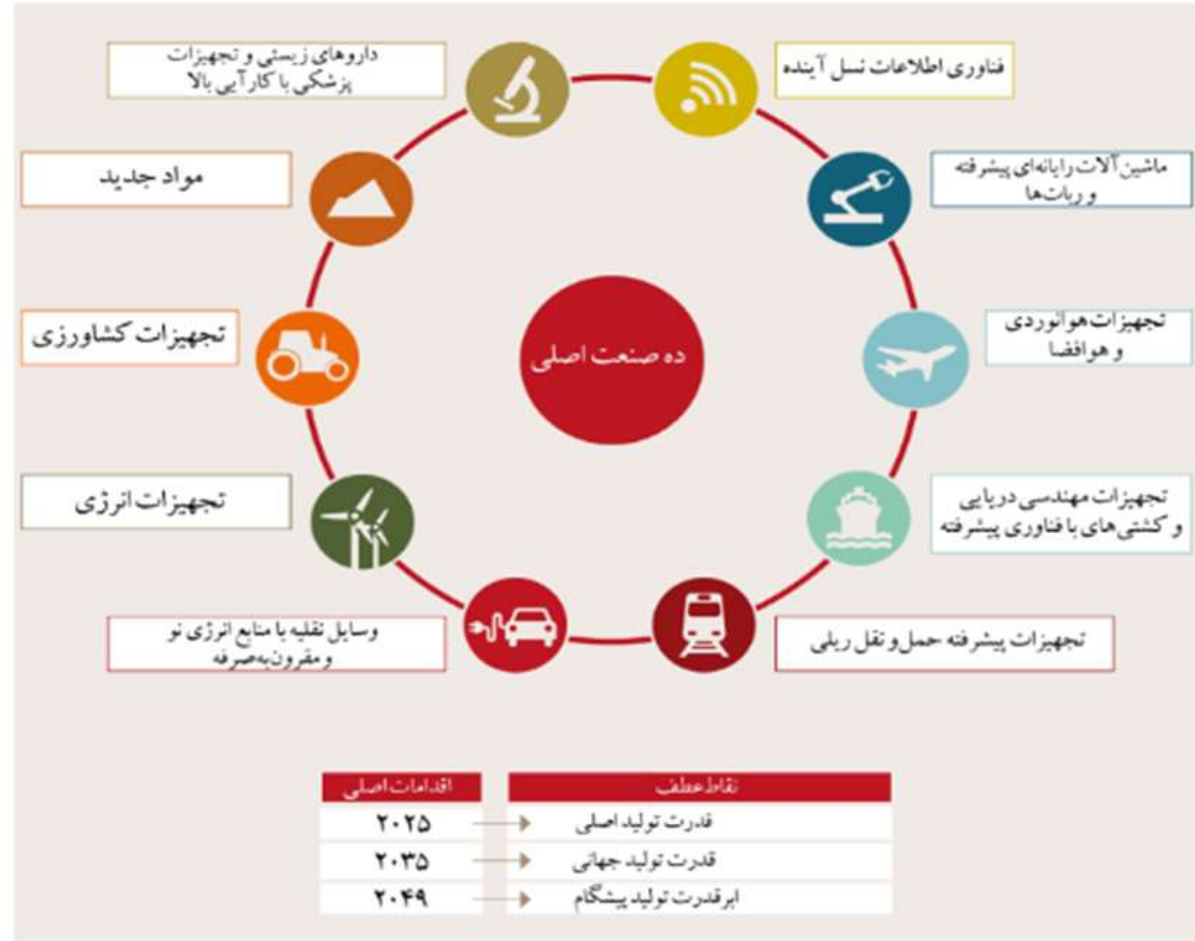 داروهای زیستی و تجهیزات
پزشکی با کارآیی بالا
فناوری اطلاعات نسل آینده
مواد جدید
ماشین‌آلات رایانه‌ای پیشرفته
و ربات‌ها
ده صنعت اصلی
تجهیزات کشاورزی
تجهیزات هوانوردی
و هوافضا
تجهیزات انرژی
تجهیزات مهندسی دریایی
و کشتی‌های با فناوری پیشرفته
وسایل نقلیه با منابع انرژی نو
و مقرون‌به‌صرفه
تجهیزات پیشرفته حمل و نقل ریلی
نقاط عطف اقدامات اصلی
قدرت تولید اصلی ۲۰۲۵
قدرت تولید جهانی ۲۰۳۵
ابرقدرت تولید پیشگام ۲۰۴۹